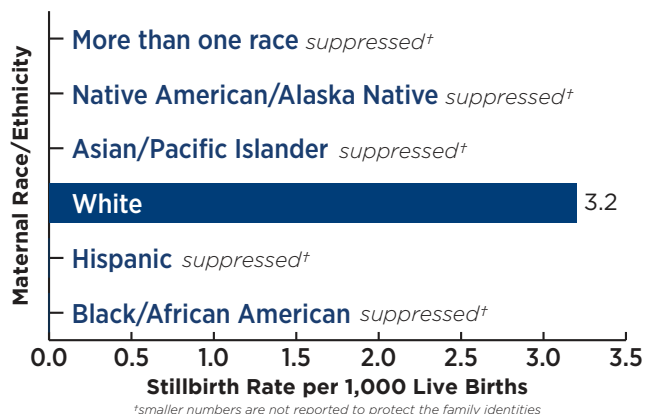 Maternal Race/Ethnicity
More than one race suppressed†
Native American/Alaska Native suppressed†
Asian/Pacific Islander suppressed†
White 3.2
Hispanic suppressed†
Black/African American suppressed†
0.0 0.5 1.0 1.5 2.0 2.5 3.0 3.5
Stillbirth Rate per 1,000 Live Births
†smaller numbers are not reported to protect the family identities